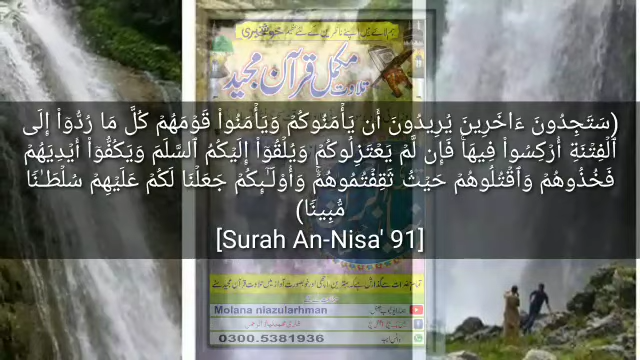 مکمل
تلاوت قرآن مجید
(سَتَجِدُونَ ءَاخَرِينَ يُرِيدُونَ أَن يَأْمَنُوكُمْ وَيَأْمَنُوا۟ قَوْمَهُمْ كُلَّ مَا رُدُّوٓا۟ إِلَى
ٱلْفِتْنَةِ أُرْكِسُوا۟ فِيهَاۚ فَإِن لَّمْ يَعْتَزِلُوكُمْ وَيُلْقُوٓا۟ إِلَيْكُمُ ٱلسَّلَمَ وَيَكُفُّوٓا۟ أَيْدِيَهُمْ
فَخُذُوهُمْ وَٱقْتُلُوهُمْ حَيْثُ ثَقِفْتُمُوهُمْۚ وَأُو۟لَـٰٓئِكُمْ جَعَلْنَا لَكُمْ عَلَيْهِمْ سُلْطَـٰنًا
مُّبِينًا)
[Surah An-Nisa' 91]
Molana niazularhman
0300.5381936